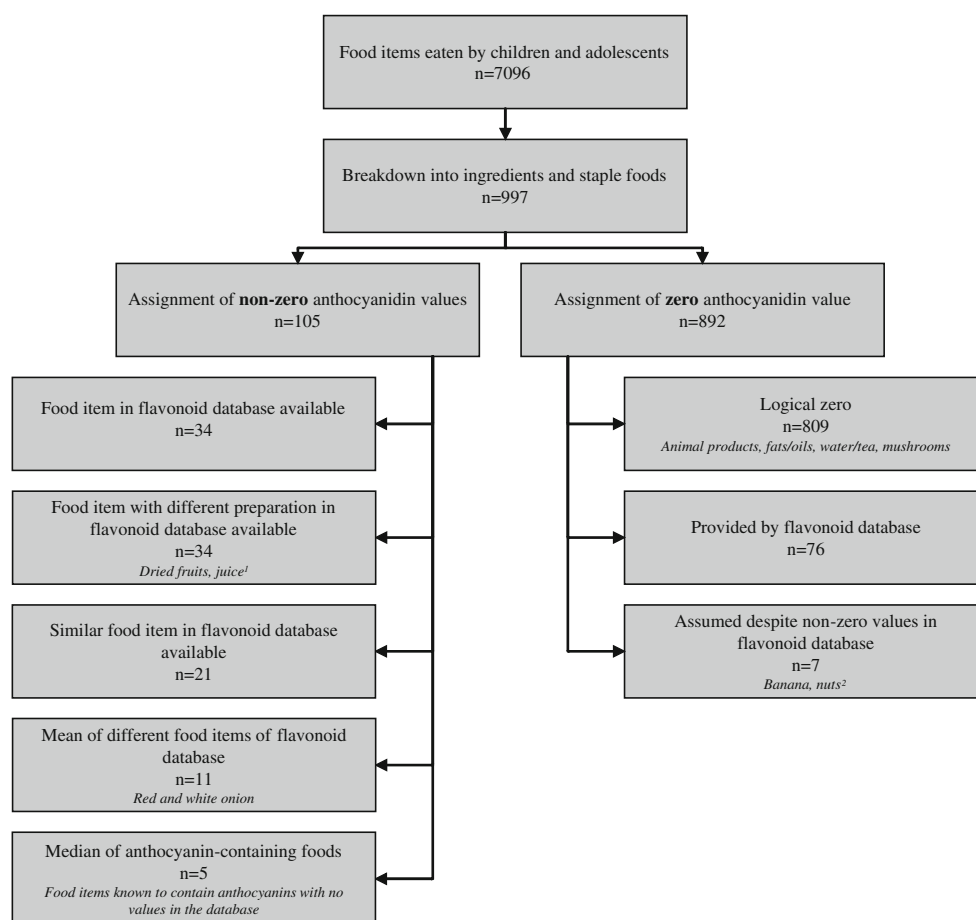 Food items eaten by children and adolescents
n=7096
Breakdown into ingredients and staple foods
n=997
Assignment of non-zero anthocyanidin values
n=105
Assignment of zero anthocyanidin value
n=892
Food item in flavonoid database available
n=34
Food item with different preparation in
flavonoid database available
n=34
Dried fruits, juice¹
Similar food item in flavonoid database
available
n=21
Mean of different food items of flavonoid
database
n=11
Red and white onion
Median of anthocyanin-containing foods
n=5
Food items known to contain anthocyanins with no
values in the database
Logical zero
n=809
Animal products, fats/oils, water/tea, mushrooms
Provided by flavonoid database
n=76
Assumed despite non-zero values in
flavonoid database
n=7
Banana, nuts²